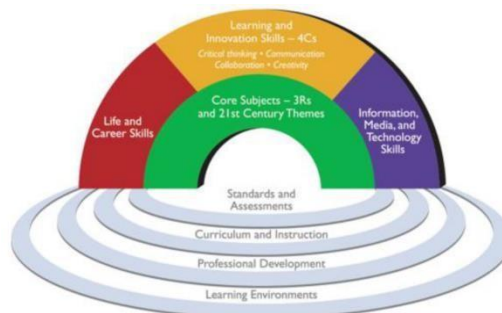 Learning and
Innovation Skills – 4Cs
Critical thinking • Communication
Collaboration • Creativity
Core Subjects – 3Rs
and 21st Century Themes
Life and
Career Skills
Information,
Media, and
Technology
Skills
Standards and
Assessments
Curriculum and Instruction
Professional Development
Learning Environments